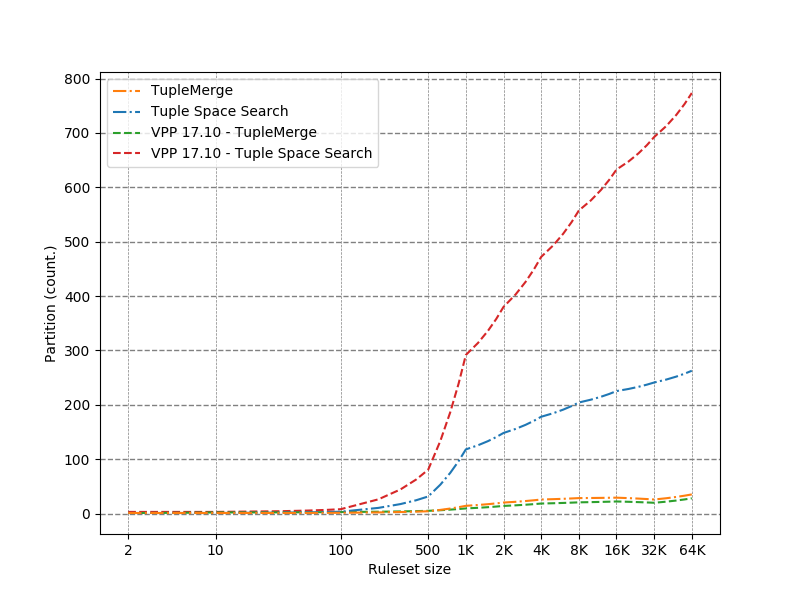 TupleMerge
Tuple Space Search
VPP 17.10 - TupleMerge
VPP 17.10 - Tuple Space Search
800
700
600
500
400
300
200
100
0
Partition (count.)
2 10 100 500 1K 2K 4K 8K 16K 32K 64K
Ruleset size